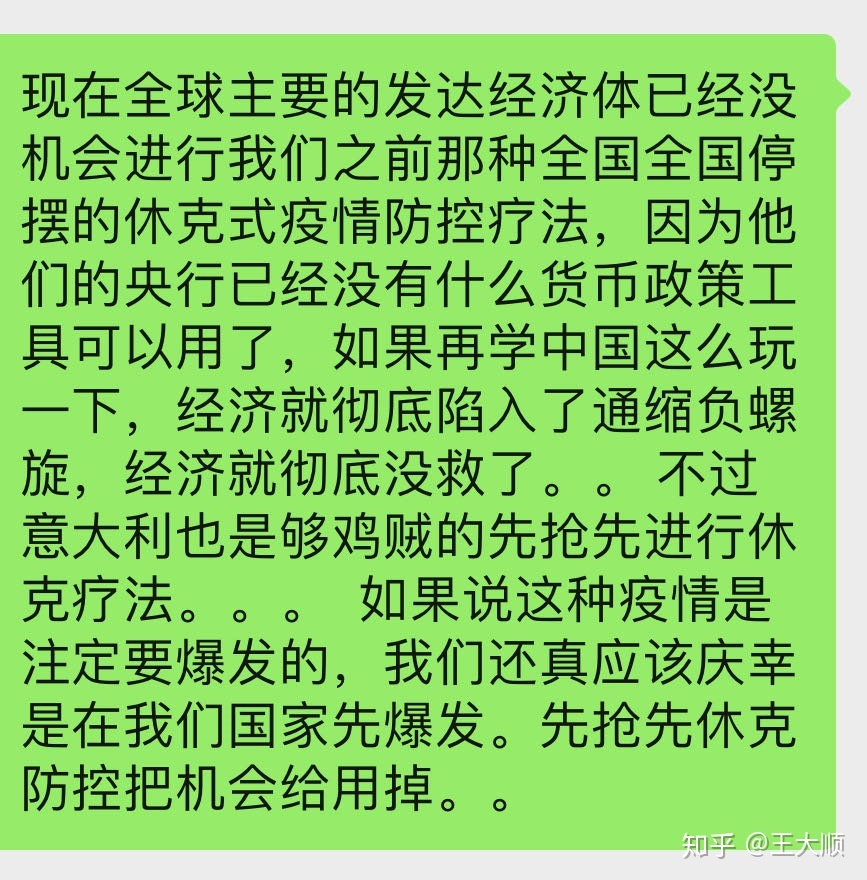 现在全球主要的发达经济体已经没
机会进行我们之前那种全国全国停
摆的休克式疫情防控疗法，因为他
们的央行已经没有什么货币政策工
具可以用了，如果再学中国这么玩
一下，经济就彻底陷入了通缩负螺
旋，经济就彻底没救了。。 不过
意大利也是够鸡贼的先抢先进行休
克疗法。。。 如果说这种疫情是
注定要爆发的，我们还真应该庆幸
是在我们国家先爆发。先抢先休克
防控把机会给用掉。。
知乎 @王大顺